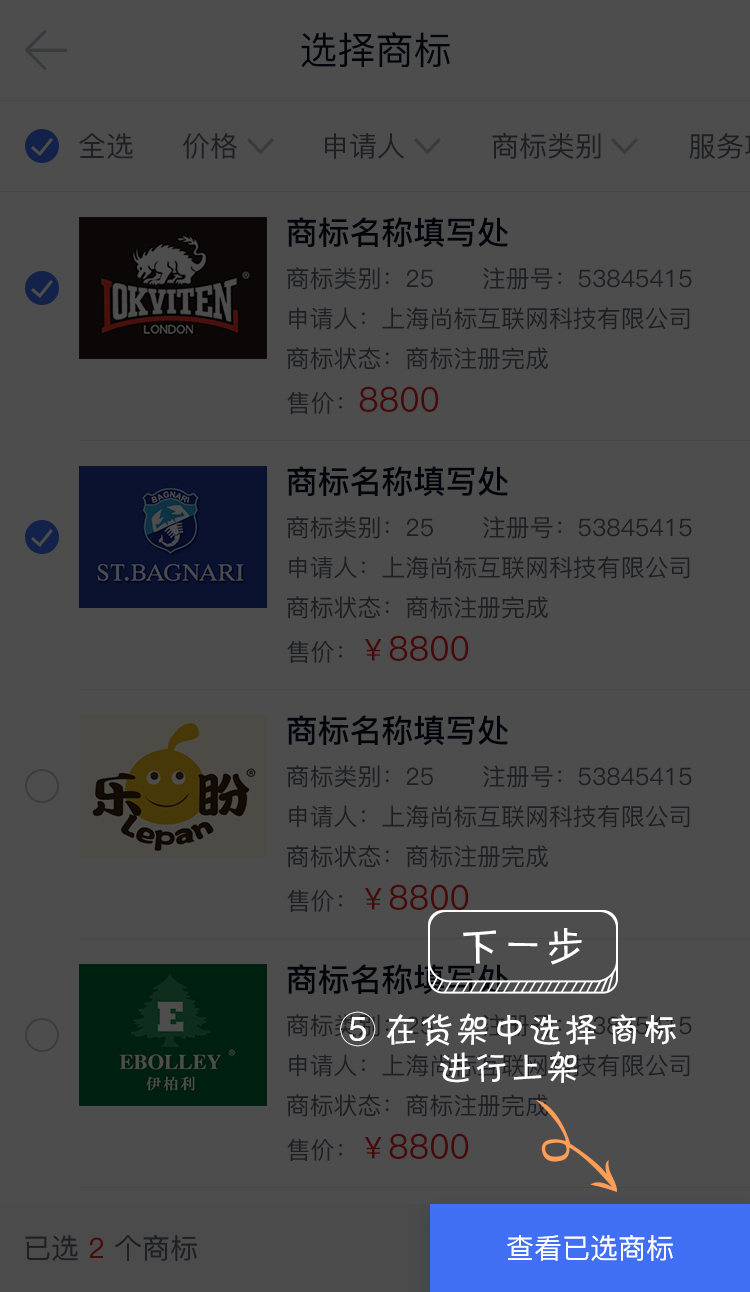 选择商标
全选 价格 申请人 商标类别 服务
OKVITEN ®
LONDON
商标名称填写处
商标类别：25 注册号：53845415
申请人：上海尚标互联网科技有限公司
商标状态：商标注册完成
售价：8800
BAGNARI
ST.BAGNARI
商标名称填写处
商标类别：25 注册号：53845415
申请人：上海尚标互联网科技有限公司
商标状态：商标注册完成
售价：￥8800
乐盼 ®
Lepan
商标名称填写处
商标类别：25 注册号：53845415
申请人：上海尚标互联网科技有限公司
商标状态：商标注册完成
售价：￥8800
下一步
E
EBOLLEY ®
伊柏利
商标名称填写处
⑤在货架中选择商标
进行上架
申请人：上海尚标互联网科技有限公司
商标状态：商标注册完成
售价：￥8800
已选 2 个商标
查看已选商标